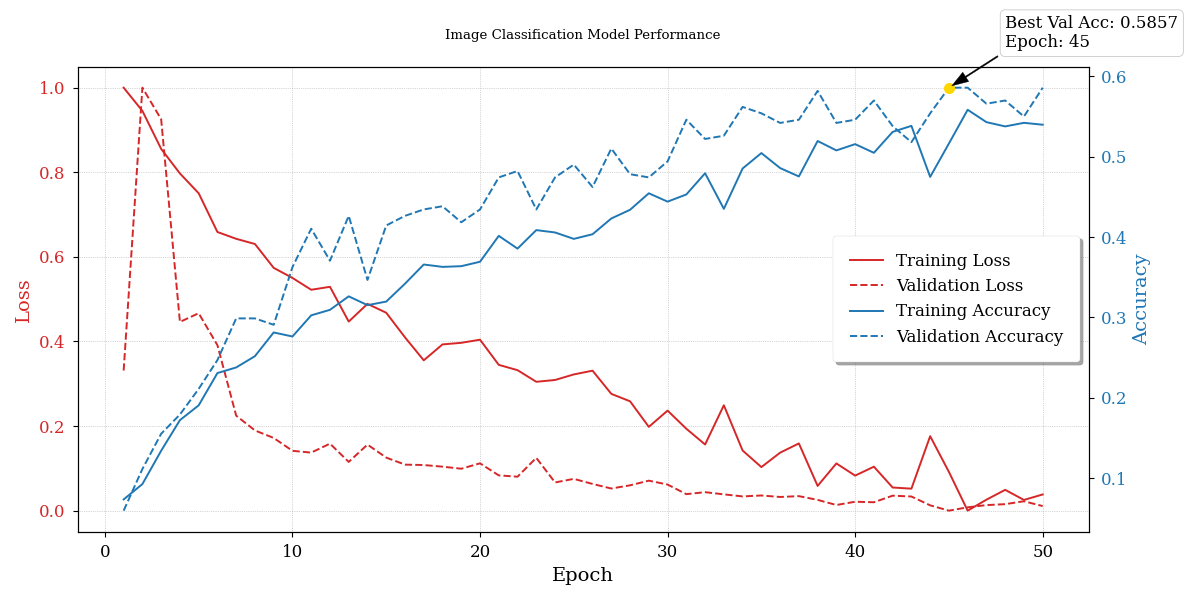 Best Val Acc: 0.5857
Epoch: 45
Image Classification Model Performance
1.0
0.8
0.6
0.4
0.2
0.0
Loss
0.6
0.5
0.4
0.3
0.2
0.1
Accuracy
Training Loss
Validation Loss
Training Accuracy
Validation Accuracy
0 10 20 30 40 50
Epoch